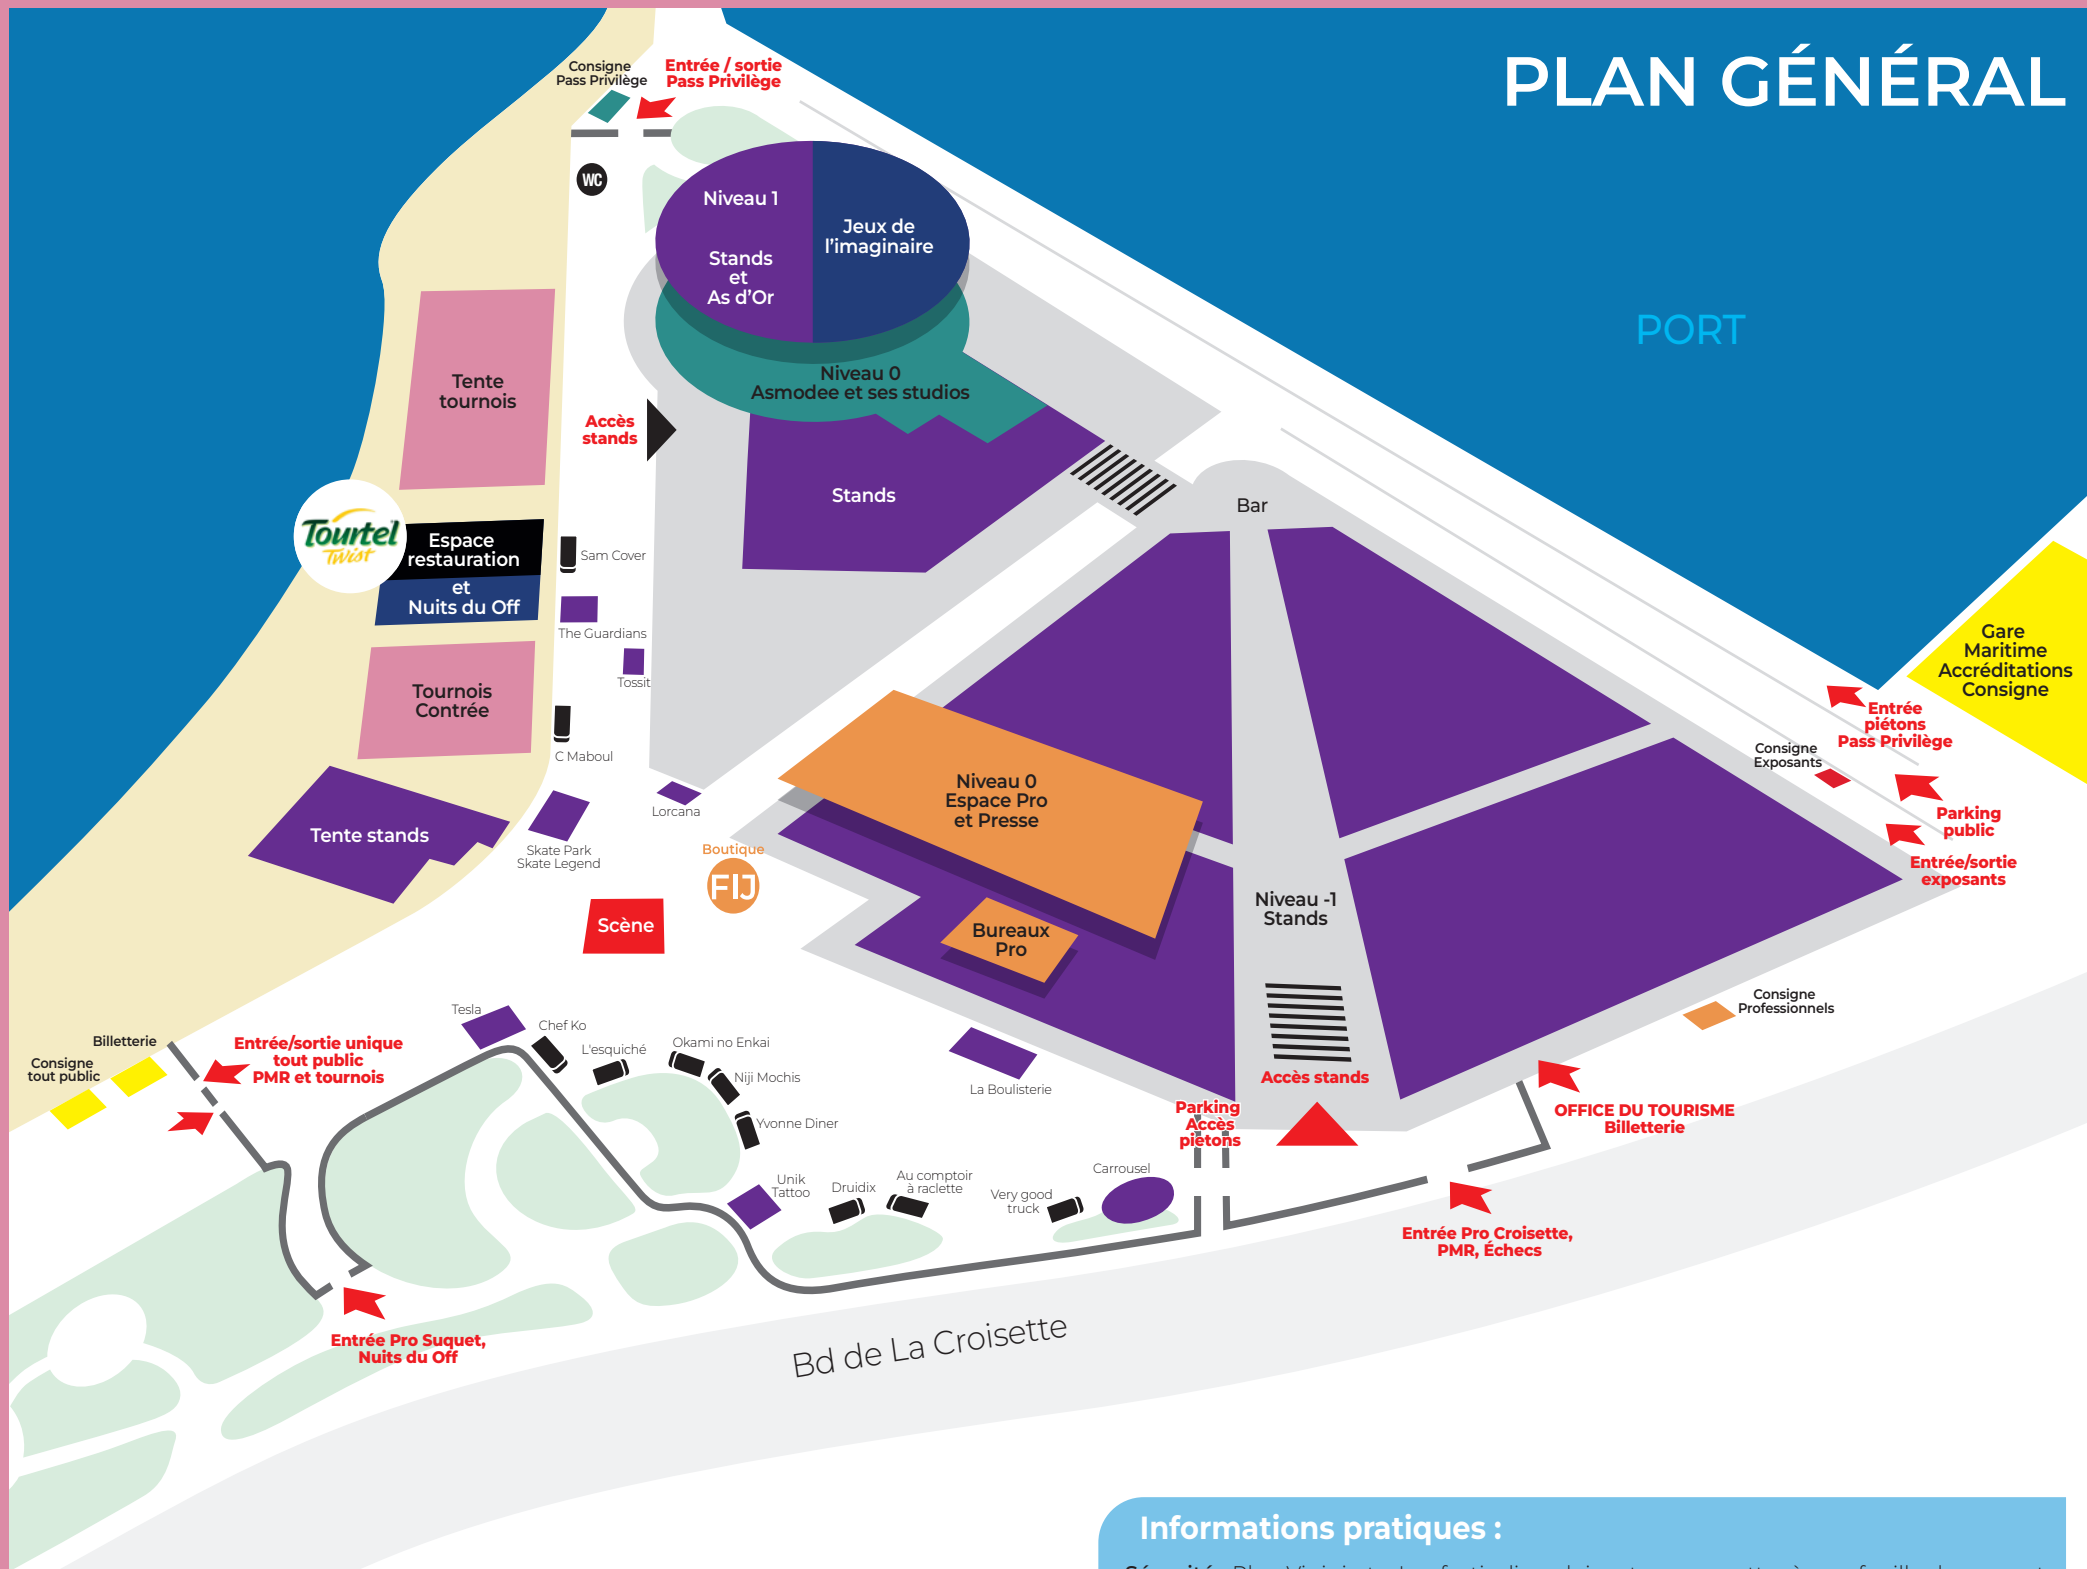 PLAN GÉNÉRAL
Consigne
Pass Privilège
Entrée / sortie
Pass Privilège
WC
Niveau 1
Stands
et
As d'Or
Jeux de
l'imaginaire
PORT
Niveau 0
Asmodee et ses studios
Tente
tournois
Accès
stands
Stands
Bar
Tourtel
Twist
Espace
restauration
et
Nuits du Off
Sam Cover
The Guardians
Tossit
Tournois
Contrée
C Maboul
Gare
Maritime
Accréditations
Consigne
Entrée
piétons
Pass Privilège
Consigne
Exposants
Parking
public
Entrée/sortie
exposants
Niveau 0
Espace Pro
et Presse
Lorcana
Tente stands
Skate Park
Skate Legend
Boutique
FIJ
Scène
Bureaux
Pro
Niveau -1
Stands
Consigne
Professionnels
Tesla
Chef Ko
L'esquiché
Okami no Enkai
Niji Mochis
Yvonne Diner
La Boulisterie
Billetterie
Consigne
tout public
Entrée/sortie unique
tout public
PMR et tournois
Accès stands
Parking
Accès
piétons
OFFICE DU TOURISME
Billetterie
Unik
Tattoo
Druidix
Au comptoir
à raclette
Very good
truck
Carrousel
Entrée Pro Croisette,
PMR, Échecs
Entrée Pro Suquet,
Nuits du Off
Bd de La Croisette
Informations pratiques :